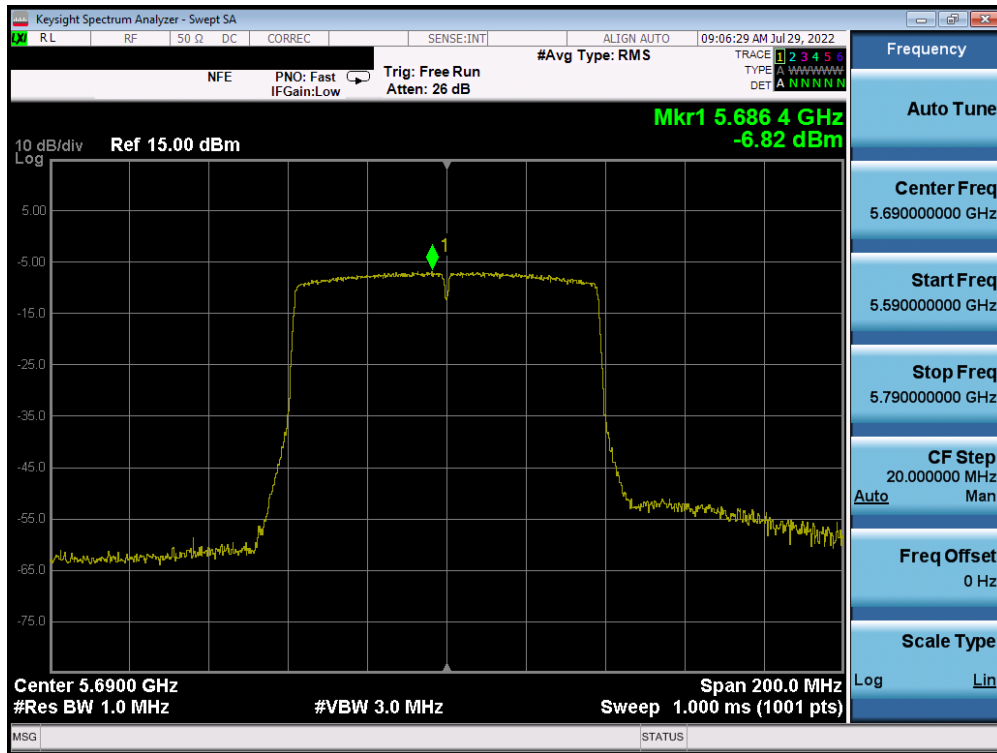 Keysight Spectrum Analyzer - Swept SA
LXI RL RF 50 Ω DC CORREC SENSE:INT ALIGN AUTO 09:06:29 AM Jul 29, 2022
NFE PNO: Fast Trig: Free Run #Avg Type: RMS TRACE 1 2 3 4 5 6
IFGain:Low Atten: 26 dB TYPE A WWWWW
DET A N N N N N
Frequency
Mkr1 5.686 4 GHz
-6.82 dBm
10 dB/div Ref 15.00 dBm
Log
5.00
-5.00
-15.0
-25.0
-35.0
-45.0
-55.0
-65.0
-75.0
1
Center 5.6900 GHz Span 200.0 MHz
#Res BW 1.0 MHz #VBW 3.0 MHz Sweep 1.000 ms (1001 pts)
MSG STATUS
Auto Tune
Center Freq
5.690000000 GHz
Start Freq
5.590000000 GHz
Stop Freq
5.790000000 GHz
CF Step
20.000000 MHz
Auto Man
Freq Offset
0 Hz
Scale Type
Log Lin